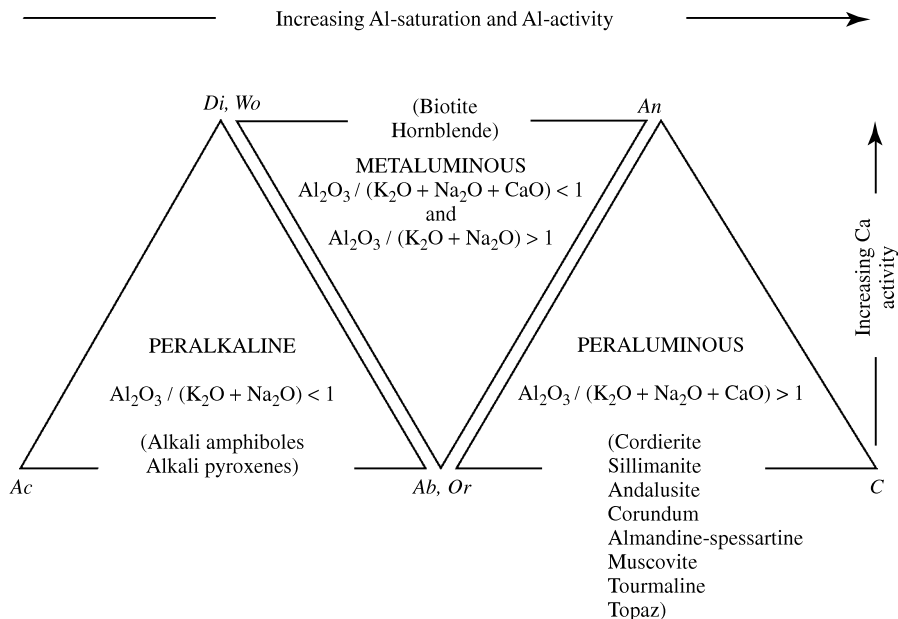 Increasing Al-saturation and Al-activity
Di, Wo
(Biotite
Hornblende)
An
METALUMINOUS
Al₂O₃ / (K₂O + Na₂O + CaO) < 1
and
Al₂O₃ / (K₂O + Na₂O) > 1
Increasing Ca
activity
PERALKALINE
Al₂O₃ / (K₂O + Na₂O) < 1
(Alkali amphiboles
Alkali pyroxenes)
PERALUMINOUS
Al₂O₃ / (K₂O + Na₂O + CaO) > 1
(Cordierite
Sillimanite
Andalusite
Corundum
Almandine-spessartine
Muscovite
Tourmaline
Topaz)
Ac
Ab, Or
C